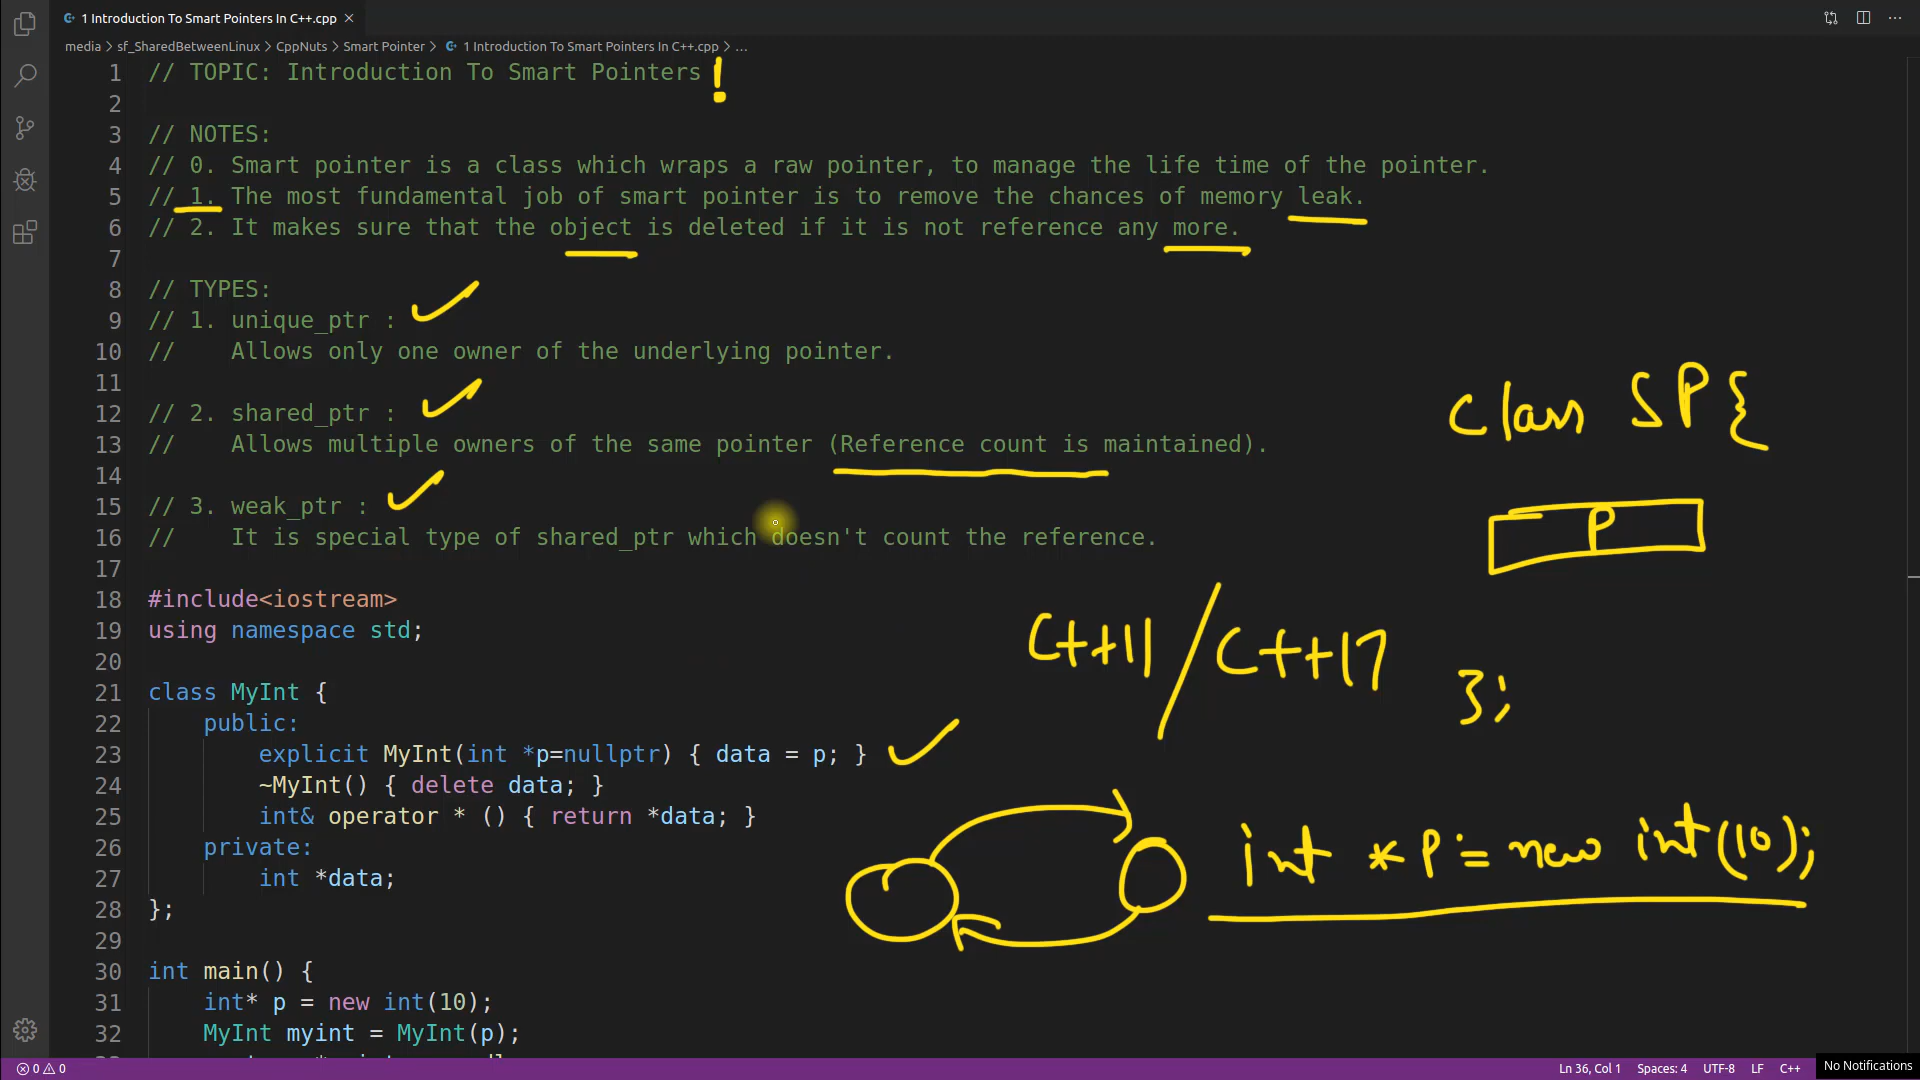 1 Introduction To Smart Pointers In C++.cpp ×
media > sf_SharedBetweenLinux > CppNuts > Smart Pointer > 1 Introduction To Smart Pointers In C++.cpp > ...
1 // TOPIC: Introduction To Smart Pointers !
2
3 // NOTES:
4 // 0. Smart pointer is a class which wraps a raw pointer, to manage the life time of the pointer.
5 // 1. The most fundamental job of smart pointer is to remove the chances of memory leak.
6 // 2. It makes sure that the object is deleted if it is not reference any more.
7
8 // TYPES:
9 // 1. unique_ptr :
10 //    Allows only one owner of the underlying pointer.
11
12 // 2. shared_ptr :
13 //    Allows multiple owners of the same pointer (Reference count is maintained).
14
15 // 3. weak_ptr :
16 //    It is special type of shared_ptr which doesn't count the reference.
17
18 #include<iostream>
19 using namespace std;
20
21 class MyInt {
22     public:
23         explicit MyInt(int *p=nullptr) { data = p; }
24         ~MyInt() { delete data; }
25         int& operator * () { return *data; }
26     private:
27         int *data;
28 };
29
30 int main() {
31     int* p = new int(10);
32     MyInt myint = MyInt(p);
class SP{
P
C++11 / C++17
};
int *P = new int(10);
0 0
Ln 36, Col 1 Spaces: 4 UTF-8 LF C++ No Notifications